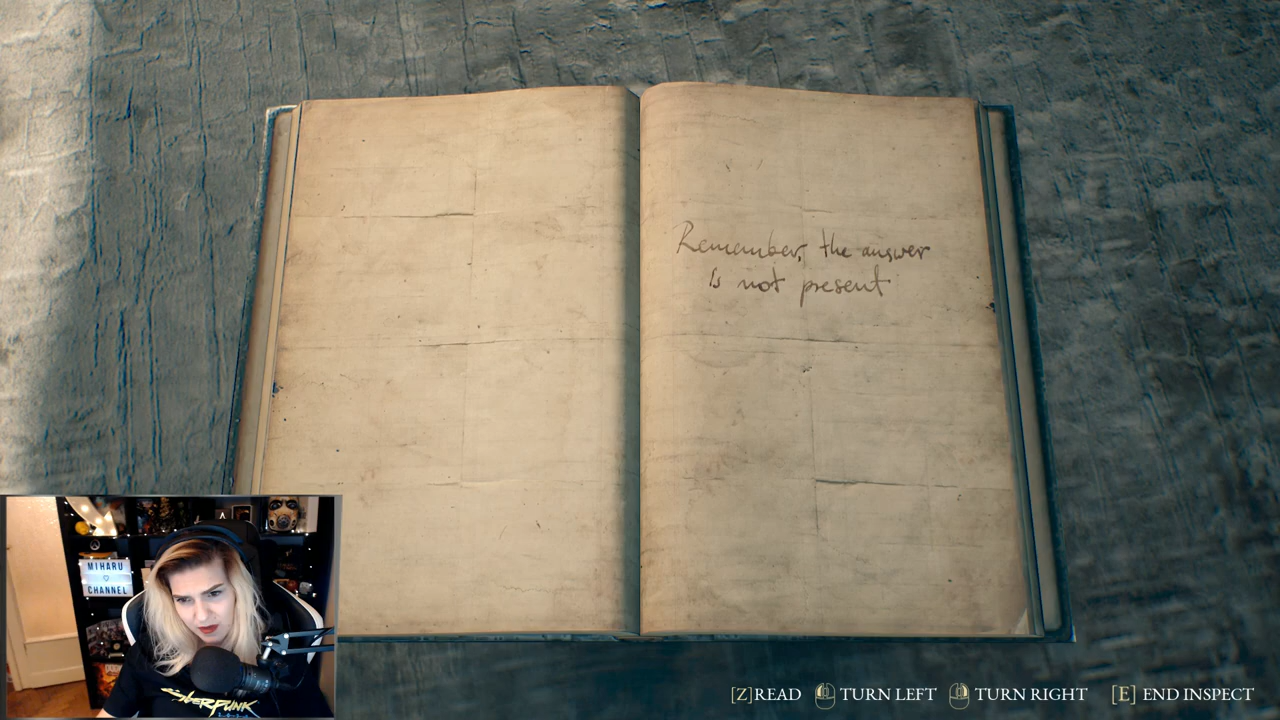 Remember, the answer
is not present
MIHARU
CHANNEL
CYBERPUNK
[Z]READ TURN LEFT TURN RIGHT [E] END INSPECT